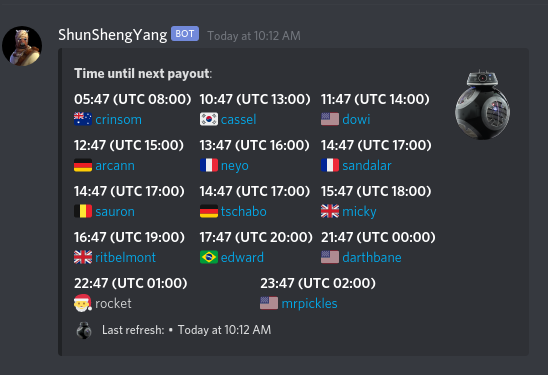 ShunShengYang BOT Today at 10:12 AM
Time until next payout:
05:47 (UTC 08:00) 10:47 (UTC 13:00) 11:47 (UTC 14:00)
crinsom cassel dowi
12:47 (UTC 15:00) 13:47 (UTC 16:00) 14:47 (UTC 17:00)
arcann neyo sandalar
14:47 (UTC 17:00) 14:47 (UTC 17:00) 15:47 (UTC 18:00)
sauron tschabo micky
16:47 (UTC 19:00) 17:47 (UTC 20:00) 21:47 (UTC 00:00)
ritbelmont edward darthbane
22:47 (UTC 01:00) 23:47 (UTC 02:00)
rocket mrpickles
Last refresh: • Today at 10:12 AM